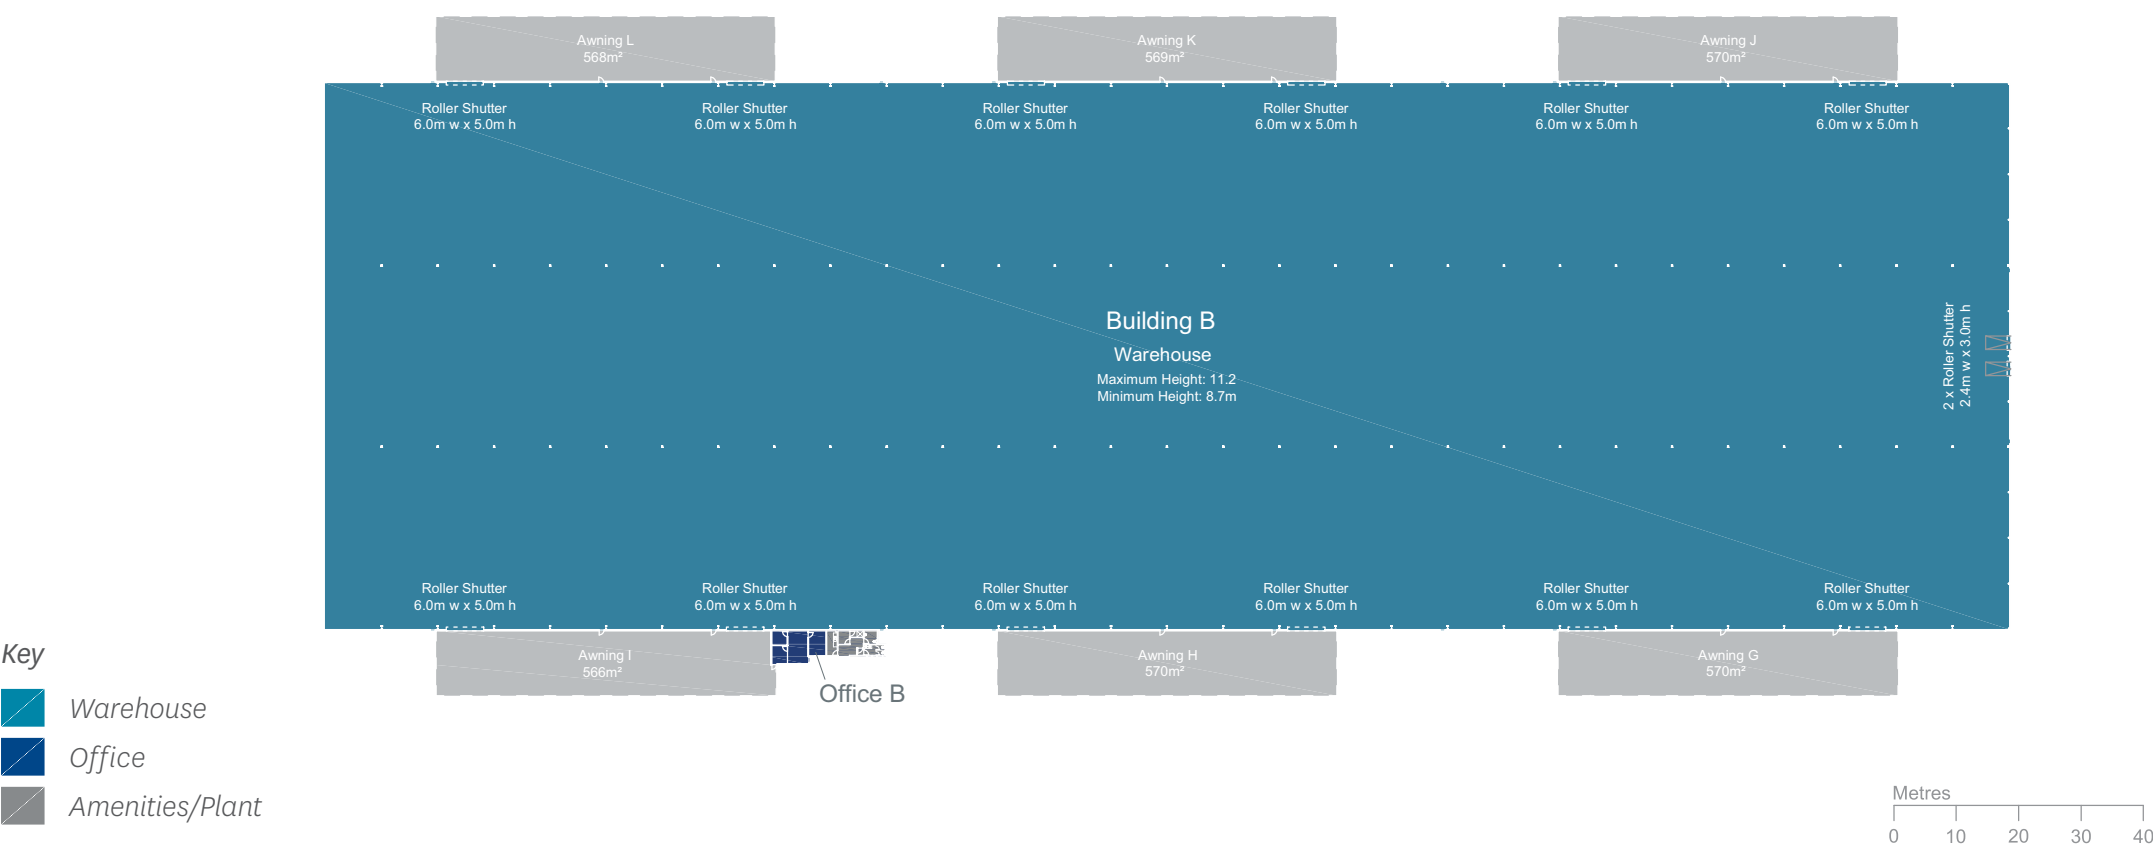 Awning L
568m²
Awning K
569m²
Awning J
570m²
Roller Shutter
6.0m w x 5.0m h
Roller Shutter
6.0m w x 5.0m h
Roller Shutter
6.0m w x 5.0m h
Roller Shutter
6.0m w x 5.0m h
Roller Shutter
6.0m w x 5.0m h
Roller Shutter
6.0m w x 5.0m h
Building B
Warehouse
Maximum Height: 11.2
Minimum Height: 8.7m
2 x Roller Shutter
2.4m w x 3.0m h
Roller Shutter
6.0m w x 5.0m h
Roller Shutter
6.0m w x 5.0m h
Roller Shutter
6.0m w x 5.0m h
Roller Shutter
6.0m w x 5.0m h
Roller Shutter
6.0m w x 5.0m h
Roller Shutter
6.0m w x 5.0m h
Awning I
566m²
Awning H
570m²
Awning G
570m²
Office B
Key
Warehouse
Office
Amenities/Plant
Metres
0 10 20 30 40